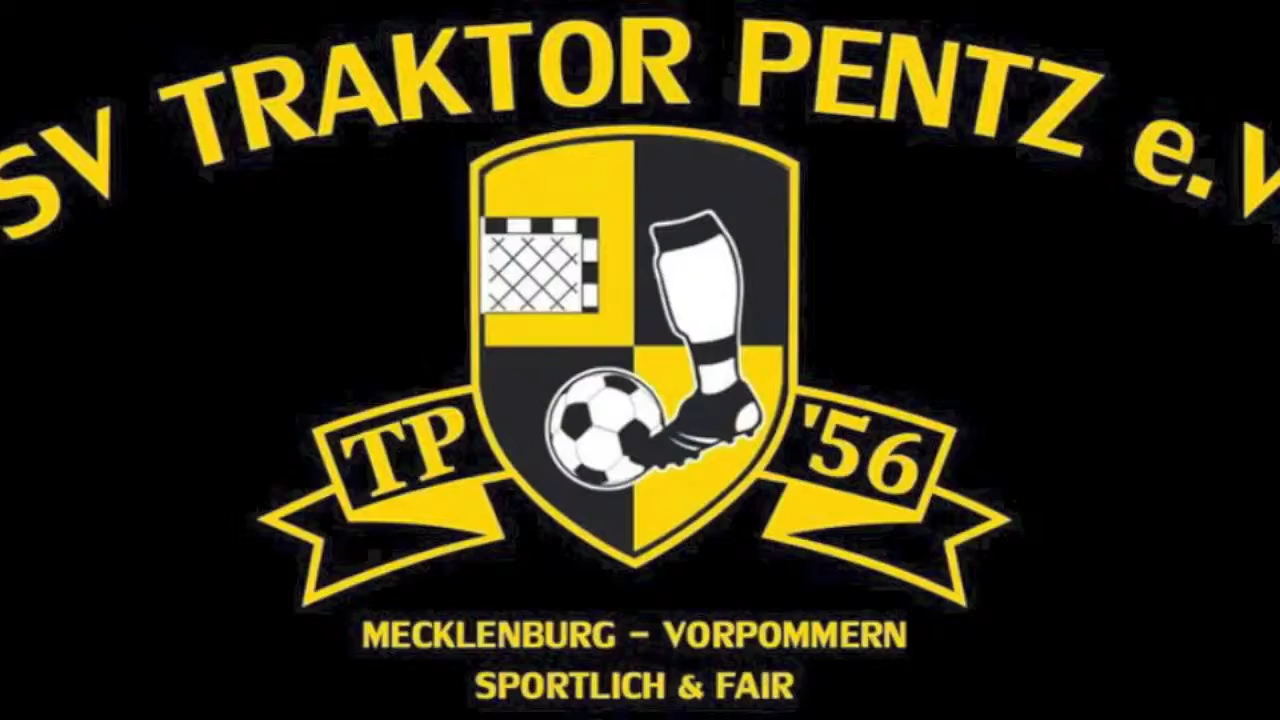 SV TRAKTOR PENTZ e.V
TP '56
MECKLENBURG - VORPOMMERN
SPORTLICH & FAIR